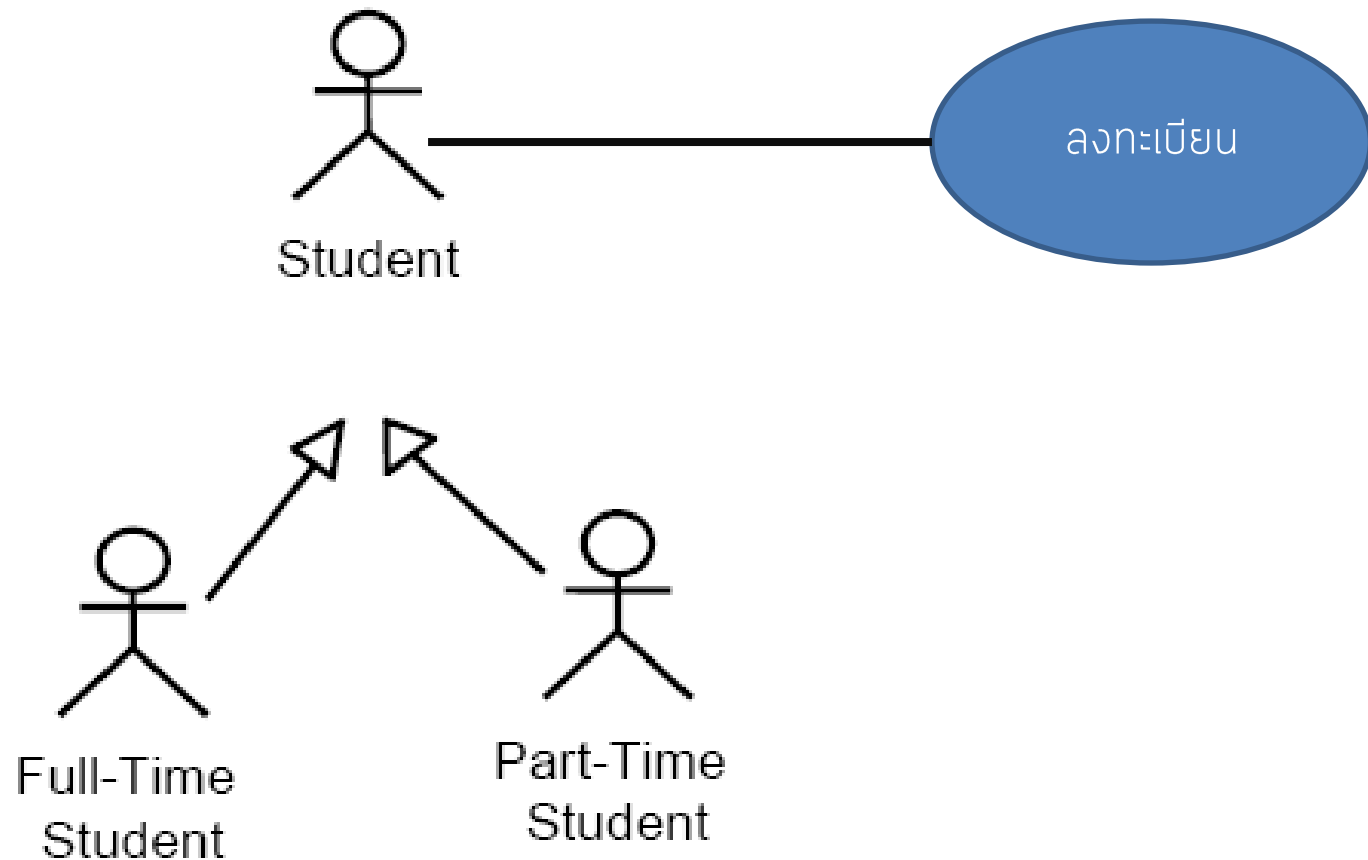 ลงทะเบียน
Student
Part-Time
Student
Full-Time
Student